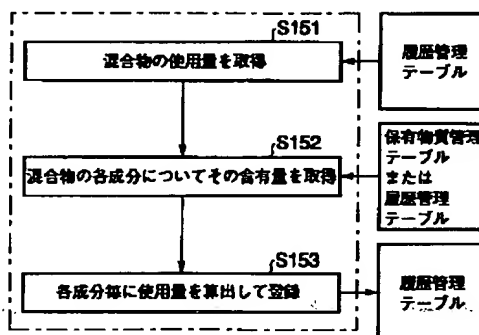 S151
混合物の使用量を取得
履歴管理
テーブル
S152
混合物の各成分についてその含有量を取得
保有物質管理
テーブル
または
履歴管理
テーブル
S153
各成分毎に使用量を算出して登録
履歴管理
テーブル